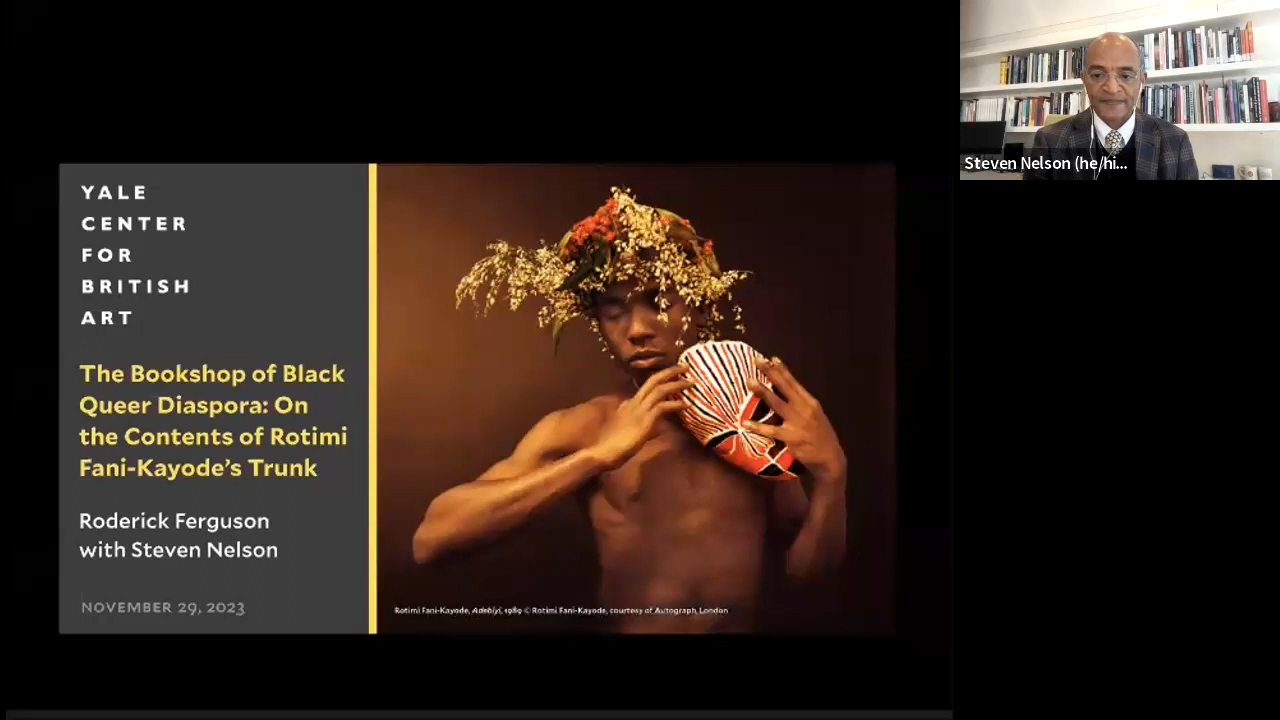 YALE
CENTER
FOR
BRITISH
ART
The Bookshop of Black
Queer Diaspora: On
the Contents of Rotimi
Fani-Kayode’s Trunk
Roderick Ferguson
with Steven Nelson
NOVEMBER 29, 2023
Rotimi Fani-Kayode, Adebiyi, 1989 © Rotimi Fani-Kayode, courtesy of Autograph, London
Steven Nelson (he/hi...